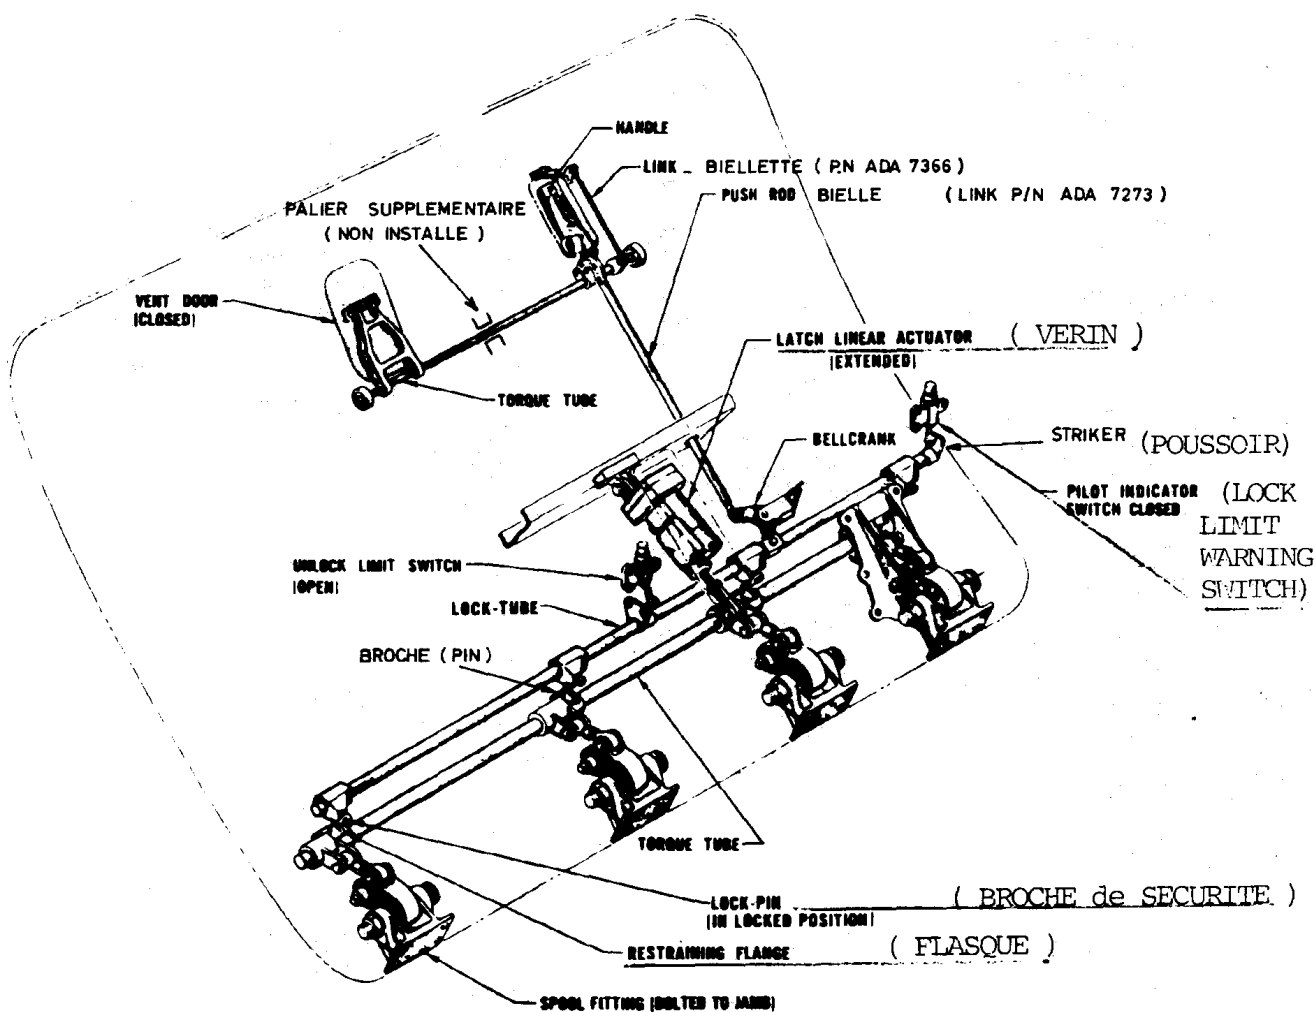 HANDLE
LINK - BIELLETTE ( P.N ADA 7366 )
PUSH ROD BIELLE ( LINK P/N ADA 7273 )
PALIER SUPPLEMENTAIRE
( NON INSTALLE )
VENT DOOR
(CLOSED)
LATCH LINEAR ACTUATOR ( VERIN )
(EXTENDED)
TORQUE TUBE
BELLCRANK
STRIKER (POUSSOIR)
PILOT INDICATOR (LOCK
SWITCH CLOSED LIMIT
WARNING
SWITCH)
UNLOCK LIMIT SWITCH
(OPEN)
LOCK-TUBE
BROCHE ( PIN )
TORQUE TUBE
LOCK-PIN ( BROCHE de SECURITE )
(IN LOCKED POSITION)
RESTRAINING FLANGE ( FLASQUE )
SPOOL FITTING (BOLTED TO JAMB)